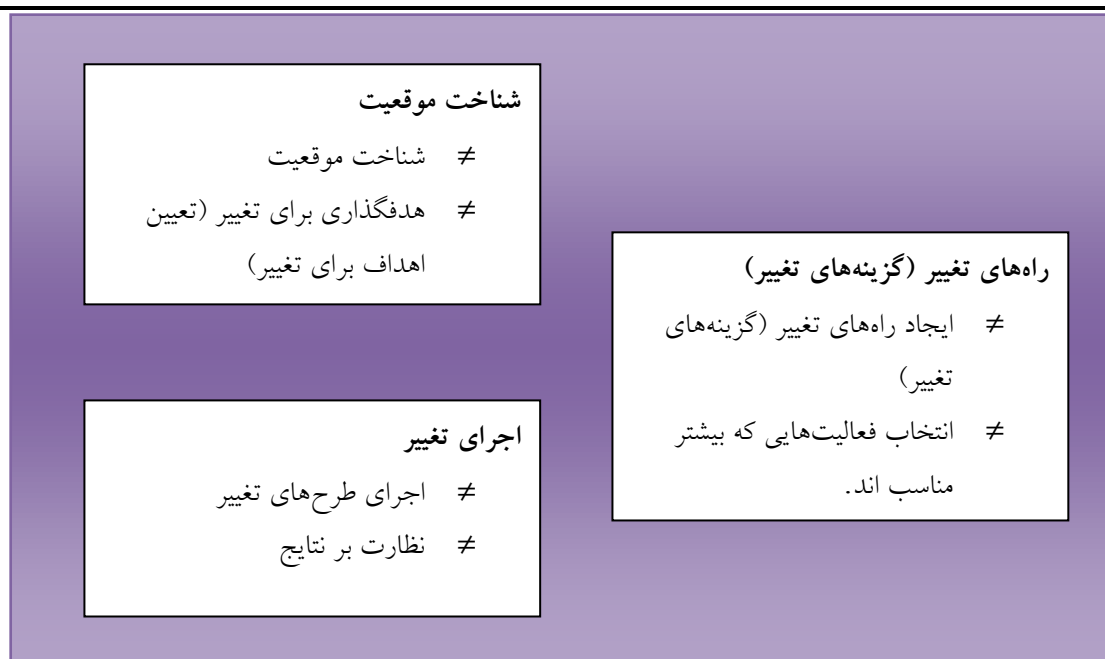 شناخت موقعیت
≠ شناخت موقعیت
≠ هدفگذاری برای تغییر (تعیین
اهداف برای تغییر)
راه‌های تغییر (گزینه‌های تغییر)
≠ ایجاد راه‌های تغییر (گزینه‌های
تغییر)
≠ انتخاب فعالیت‌هایی که بیشتر
مناسب اند.
اجرای تغییر
≠ اجرای طرح‌های تغییر
≠ نظارت بر نتایج